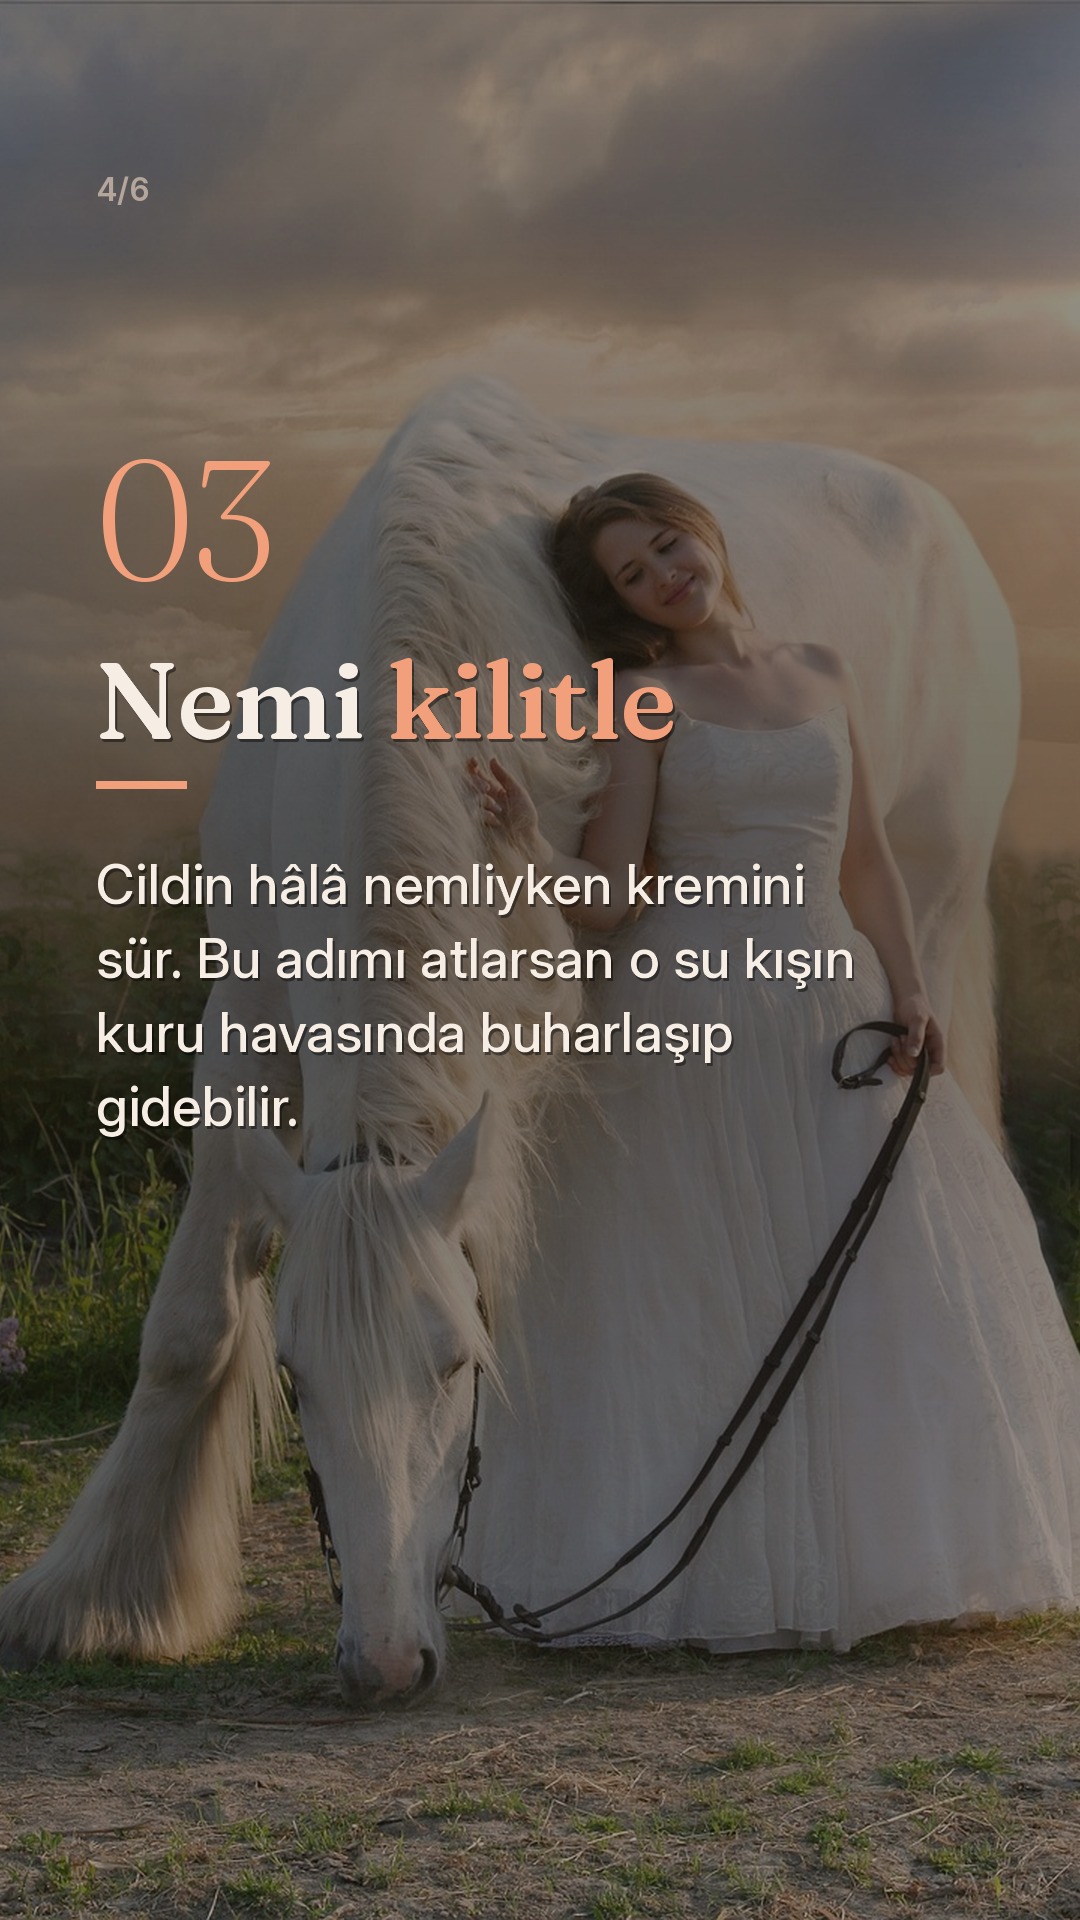 4/6
03
Nemi kilitle
Cildin hâlâ nemliyken kremini
sür. Bu adımı atlarsan o su kışın
kuru havasında buharlaşıp
gidebilir.